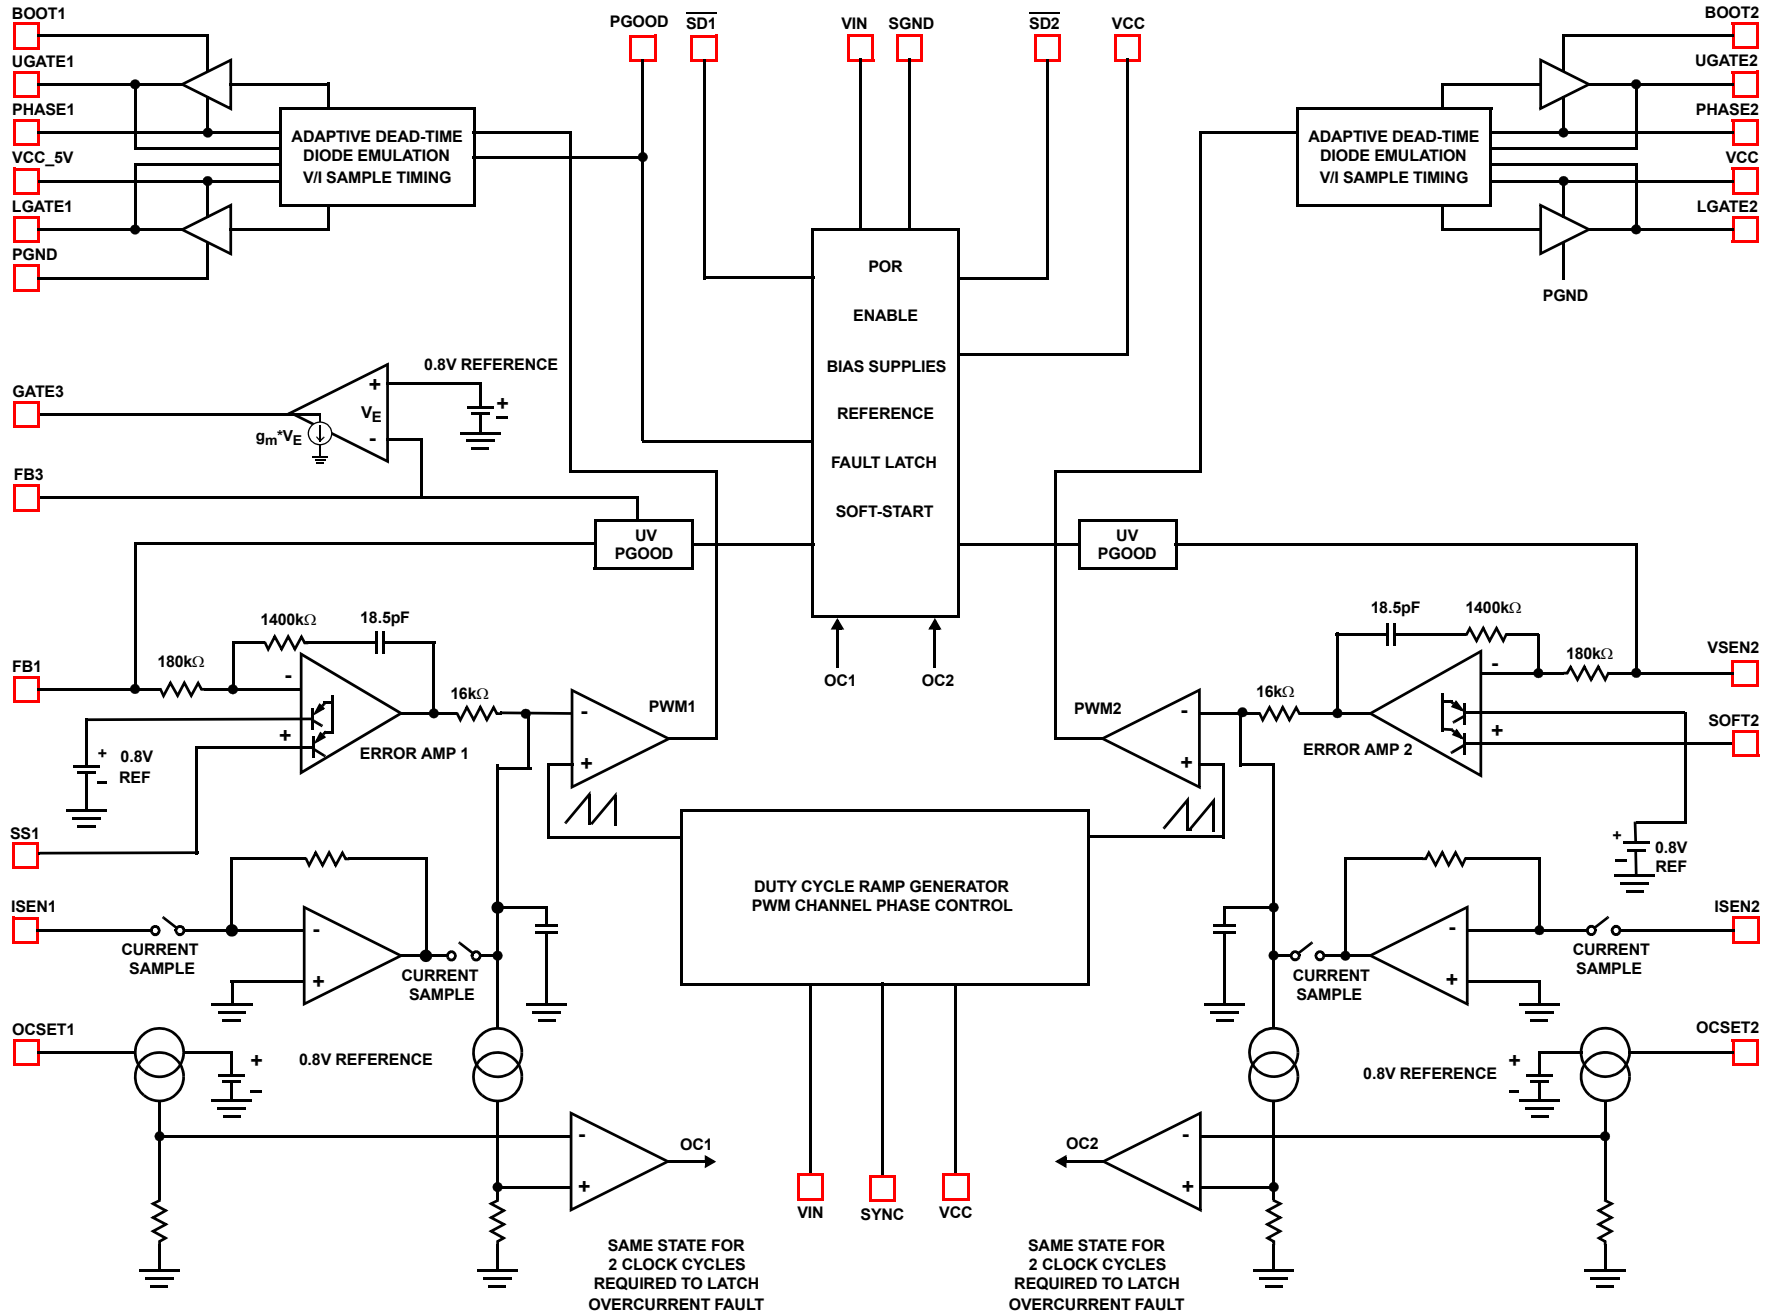 BOOT1
UGATE1
PHASE1
VCC_5V
LGATE1
PGND
ADAPTIVE DEAD-TIME
DIODE EMULATION
V/I SAMPLE TIMING
PGOOD
SD1
VIN
SGND
SD2
VCC
BOOT2
UGATE2
PHASE2
VCC
LGATE2
ADAPTIVE DEAD-TIME
DIODE EMULATION
V/I SAMPLE TIMING
PGND
POR
ENABLE
BIAS SUPPLIES
REFERENCE
FAULT LATCH
SOFT-START
OC1
OC2
GATE3
FB3
0.8V REFERENCE
+
VE
-
gm*VE
+
-
UV
PGOOD
UV
PGOOD
FB1
180kΩ
1400kΩ
18.5pF
-
+
ERROR AMP 1
+
-
0.8V
REF
16kΩ
-
+
PWM1
SS1
18.5pF
1400kΩ
180kΩ
VSEN2
SOFT2
-
+
ERROR AMP 2
16kΩ
PWM2
-
+
+
-
0.8V
REF
DUTY CYCLE RAMP GENERATOR
PWM CHANNEL PHASE CONTROL
ISEN1
CURRENT
SAMPLE
-
+
CURRENT
SAMPLE
ISEN2
CURRENT
SAMPLE
-
+
CURRENT
SAMPLE
OCSET1
+
-
0.8V REFERENCE
-
+
OC1
OCSET2
0.8V REFERENCE
+
-
-
+
OC2
VIN
SYNC
VCC
SAME STATE FOR
2 CLOCK CYCLES
REQUIRED TO LATCH
OVERCURRENT FAULT
SAME STATE FOR
2 CLOCK CYCLES
REQUIRED TO LATCH
OVERCURRENT FAULT